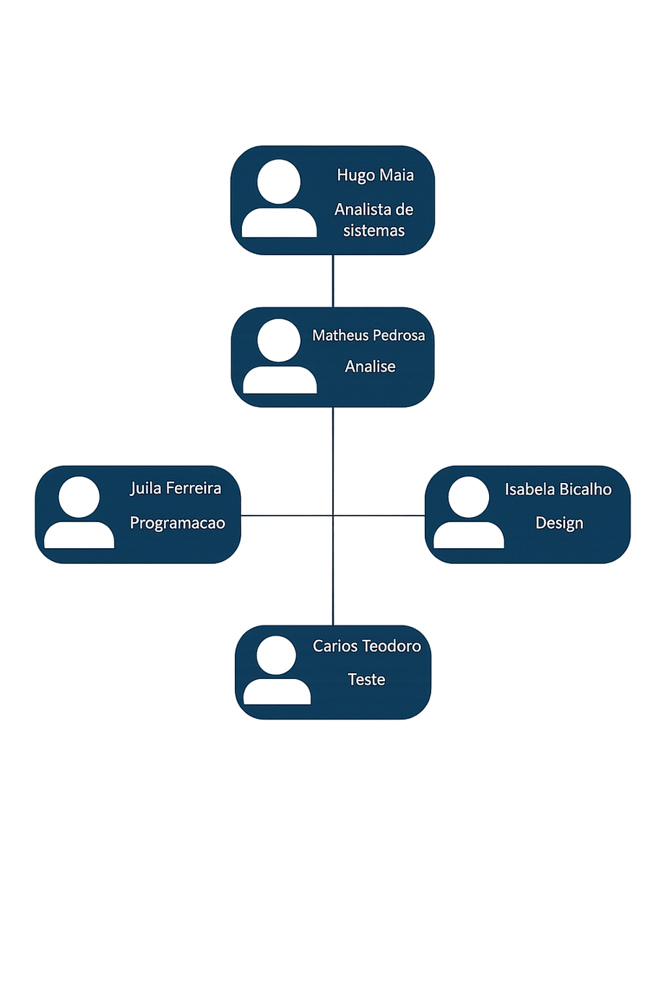 Hugo Maia
Analista de
sistemas
Matheus Pedrosa
Analise
Juila Ferreira
Programacao
Isabela Bicalho
Design
Carios Teodoro
Teste